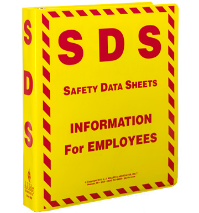 S D S
SAFETY DATA SHEETS
INFORMATION
For EMPLOYEES
S
D
S